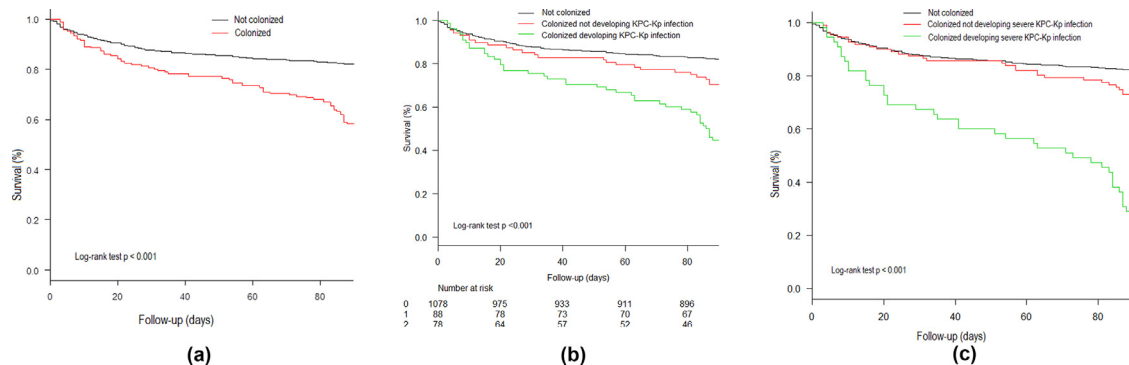 Not colonized
Colonized
1.0
0.8
0.6
0.4
0.2
0.0
Survival (%)
Log-rank test p < 0.001
0
20
40
60
80
Follow-up (days)
(a)
Not colonized
Colonized not developing KPC-Kp infection
Colonized developing KPC-Kp infection
1.0
0.8
0.6
0.4
0.2
0.0
Survival (%)
Log-rank test p <0.001
0
20
40
60
80
Follow-up (days)
Number at risk
0 1078 975 933 911 896
1 88 78 73 70 67
2 78 64 57 52 46
(b)
Not colonized
Colonized not developing severe KPC-Kp infection
Colonized developing severe KPC-Kp infection
1.0
0.8
0.6
0.4
0.2
0.0
Survival (%)
Log-rank test p < 0.001
0
20
40
60
80
Follow-up (days)
(c)